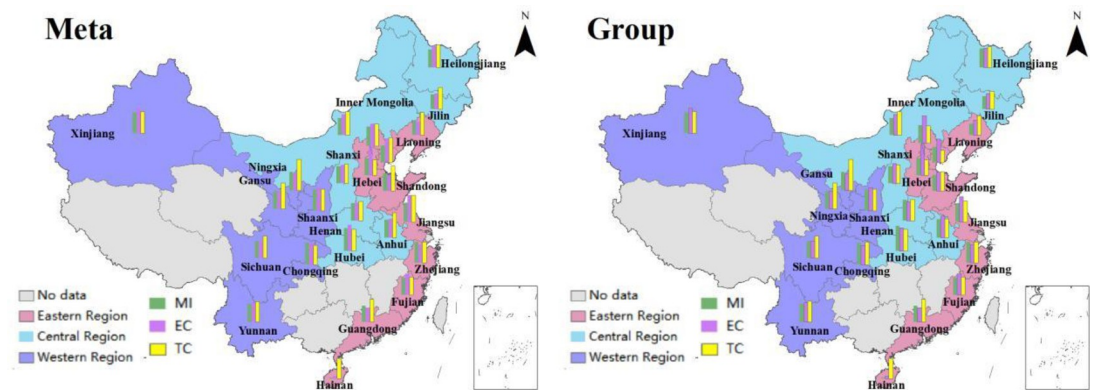 Meta
N
Heilongjiang
Inner Mongolia
Jilin
Xinjiang
Liaoning
Shanxi
Ningxia
Hebei
Gansu
Shandong
Shaanxi
Jiangsu
Henan
Anhui
Hubei
Sichuan
Chongqing
Zhejiang
Fujian
Yunnan
Guangdong
Hainan
No data
Eastern Region
Central Region
Western Region
MI
EC
TC
Group
N
Heilongjiang
Inner Mongolia
Jilin
Xinjiang
Liaoning
Shanxi
Gansu
Hebei
Shandong
Ningxia
Shaanxi
Jiangsu
Henan
Anhui
Hubei
Sichuan
Chongqing
Zhejiang
Fujian
Yunnan
Guangdong
Hainan
No data
Eastern Region
Central Region
Western Region
MI
EC
TC